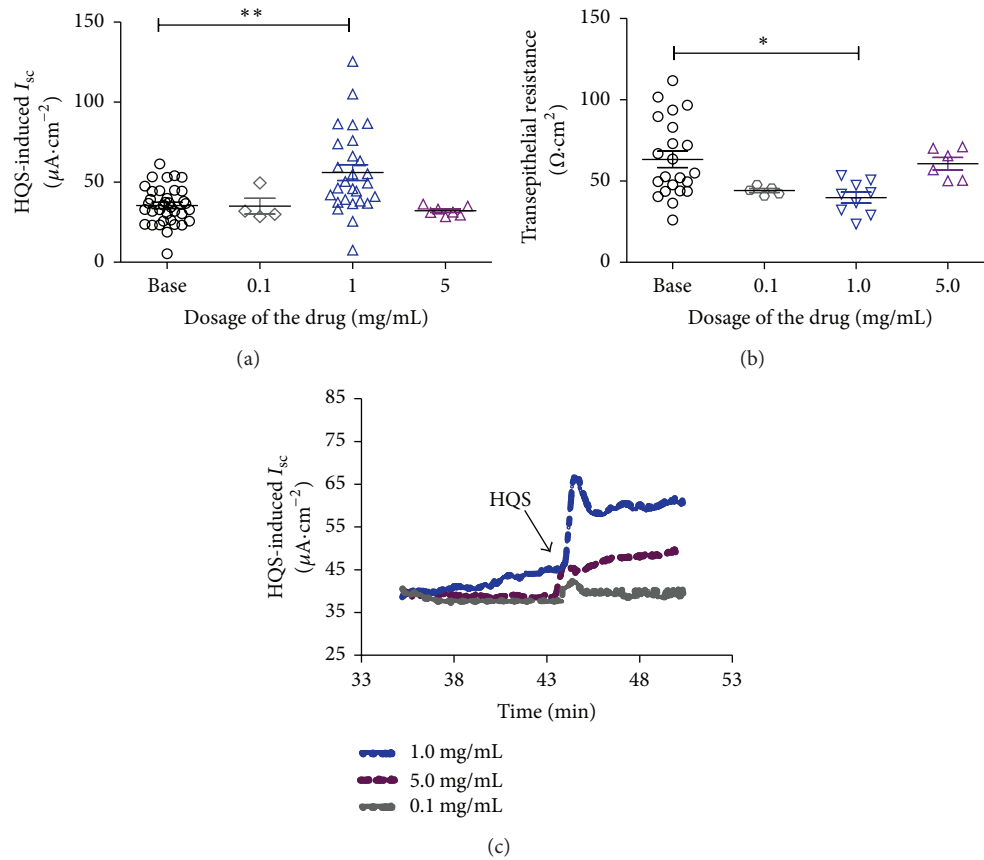 150
100
50
0
HQS-induced Isc
(μA·cm−2)
**
Base 0.1 1 5
Dosage of the drug (mg/mL)
(a)
150
100
50
0
Transepithelial resistance
(Ω·cm2)
*
Base 0.1 1.0 5.0
Dosage of the drug (mg/mL)
(b)
85
75
65
55
45
35
25
HQS-induced Isc
(μA·cm−2)
HQS
33 38 43 48 53
Time (min)
1.0 mg/mL
5.0 mg/mL
0.1 mg/mL
(c)